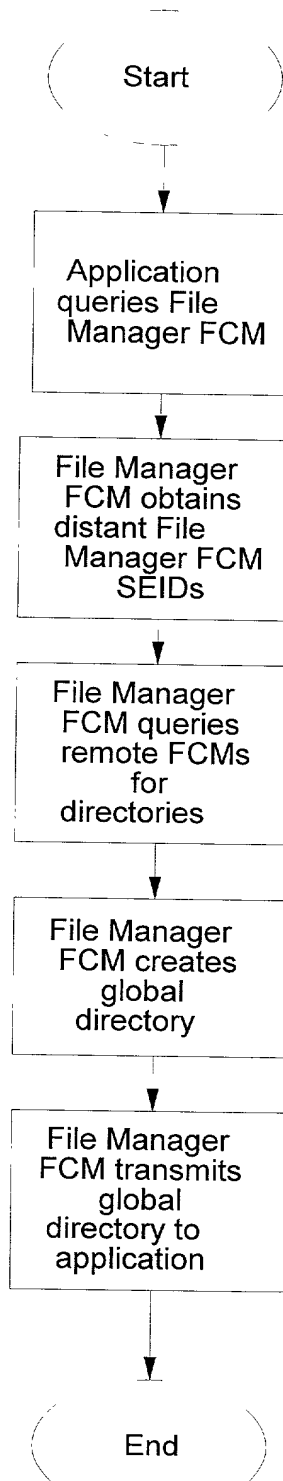 Start
Application
queries File
Manager FCM
File Manager
FCM obtains
distant File
Manager FCM
SEIDs
File Manager
FCM queries
remote FCMs
for
directories
File Manager
FCM creates
global
directory
File Manager
FCM transmits
global
directory to
application
End